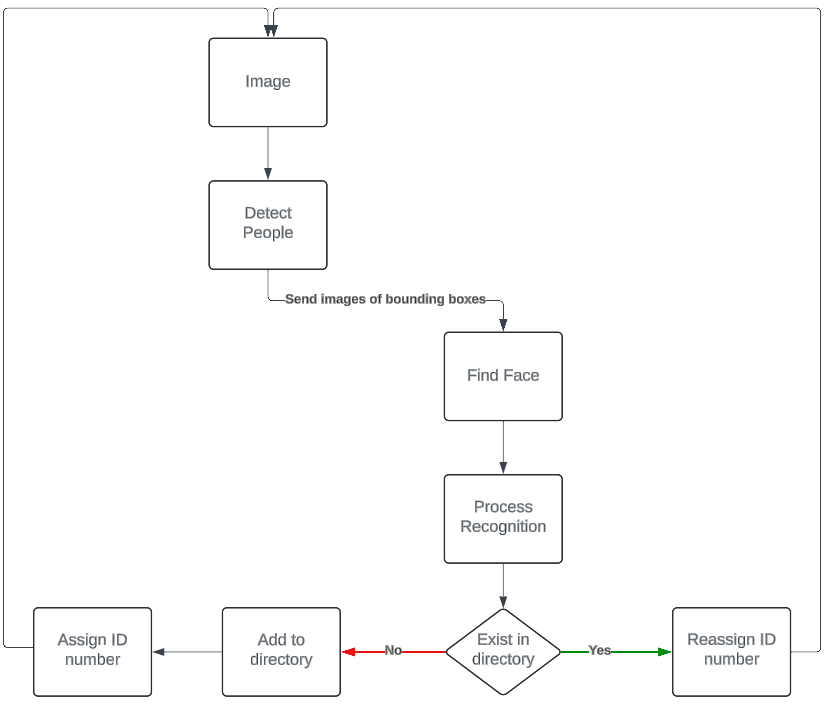 Image
Detect
People
Send images of bounding boxes
Find Face
Process
Recognition
Assign ID
number
Add to
directory
No
Exist in
directory
Yes
Reassign ID
number